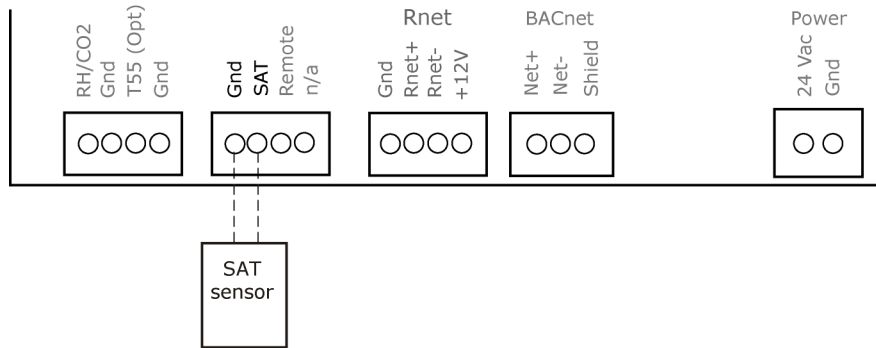 Rnet
BACnet
Power
RH/CO2
Gnd
T55 (Opt)
Gnd
Gnd
SAT
Remote
n/a
Gnd
Rnet+
Rnet-
+12V
Net+
Net-
Shield
24 Vac
Gnd
SAT
sensor